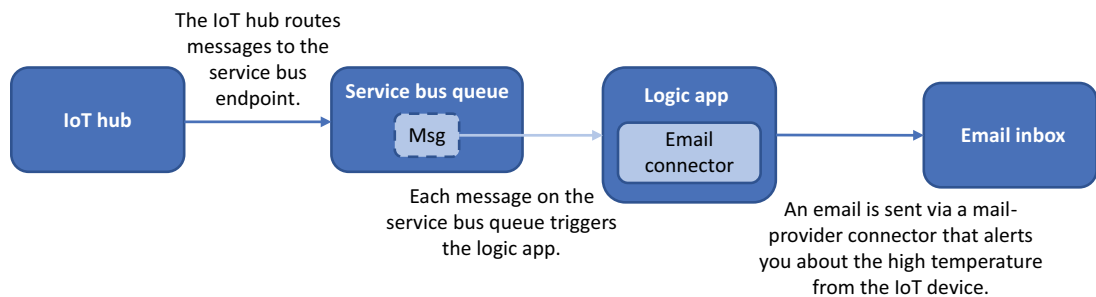 The IoT hub routes
messages to the
service bus
endpoint.
IoT hub
Service bus queue
Msg
Each message on the
service bus queue triggers
the logic app.
Logic app
Email
connector
Email inbox
An email is sent via a mail-
provider connector that alerts
you about the high temperature
from the IoT device.